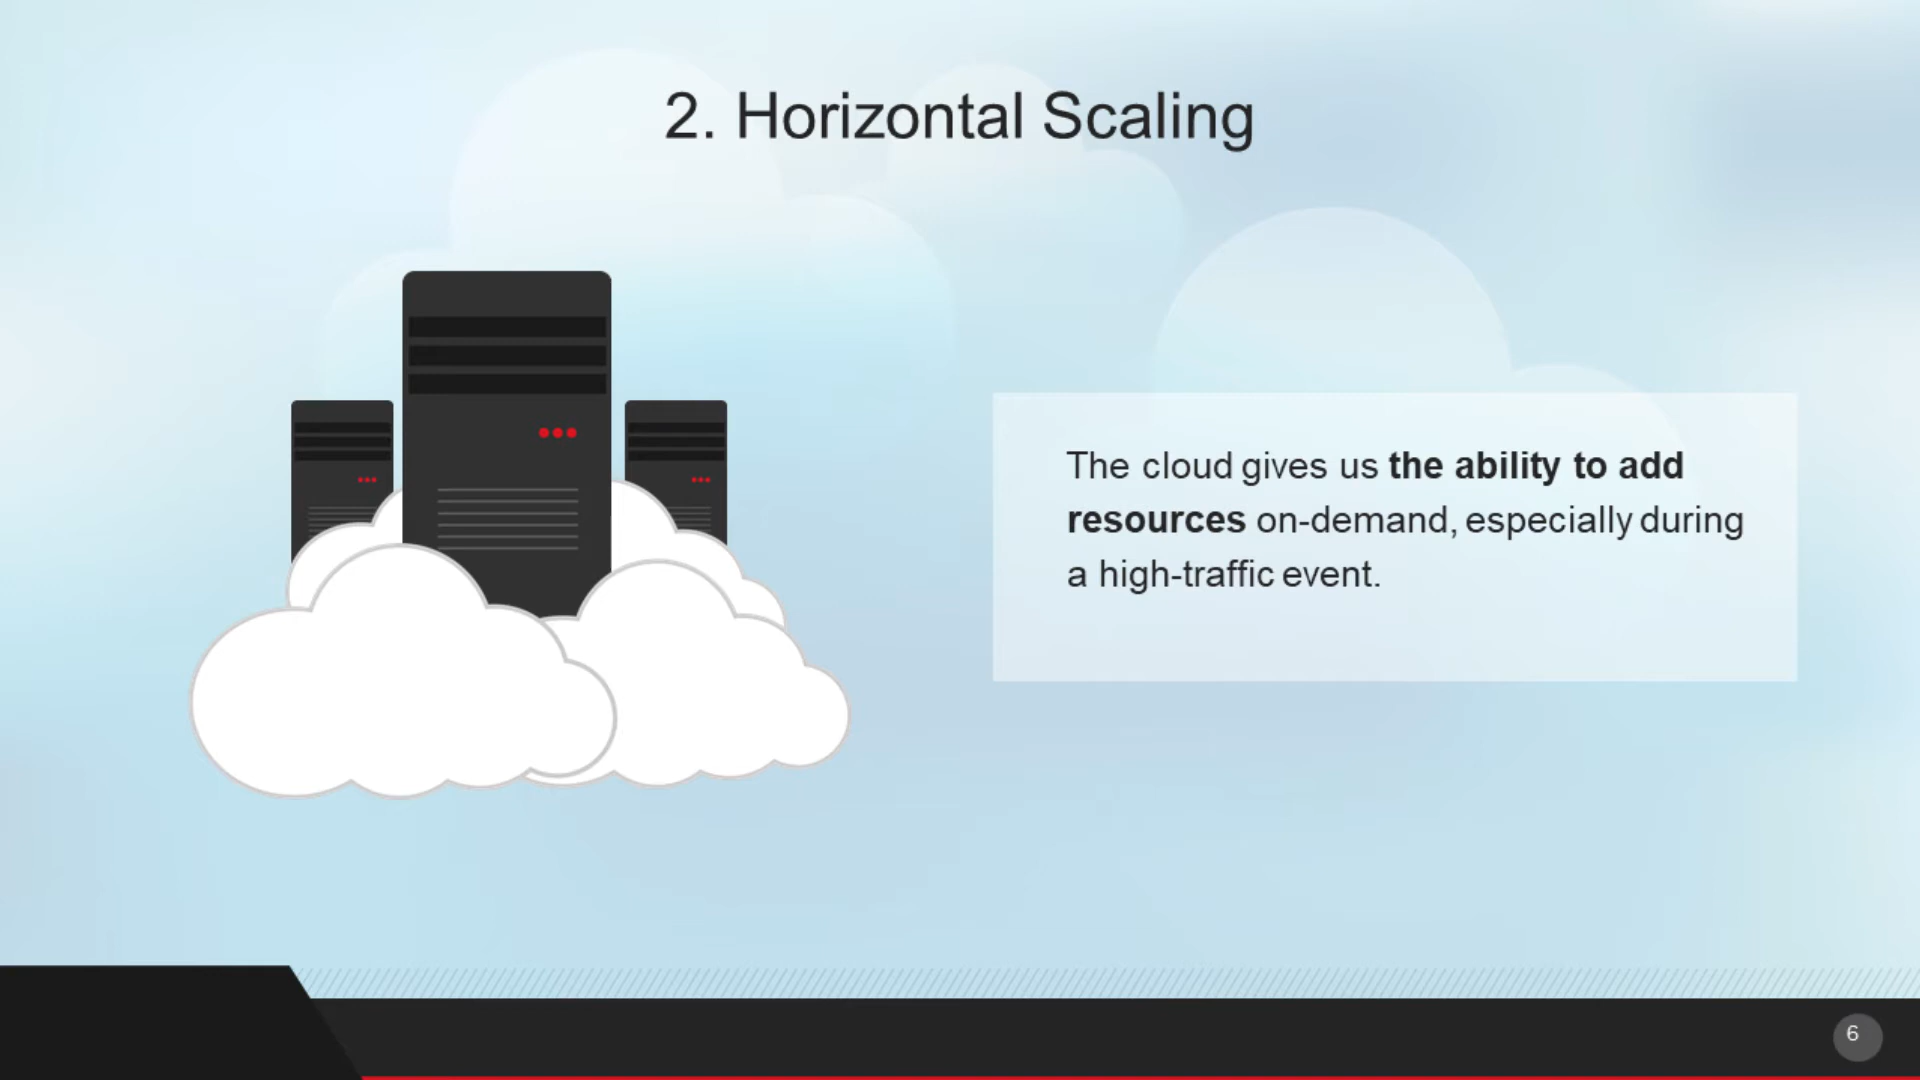 2. Horizontal Scaling
The cloud gives us the ability to add
resources on-demand, especially during
a high-traffic event.
6